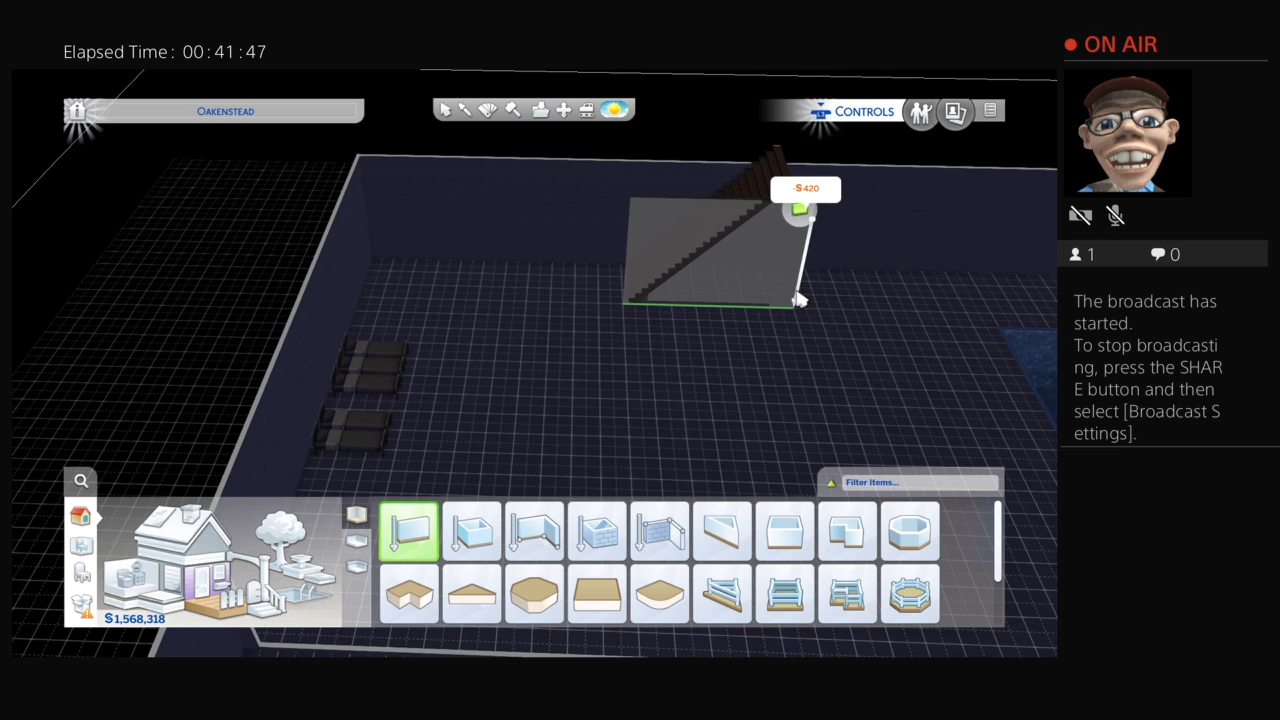 Elapsed Time: 00:41:47
ON AIR
OAKENSTEAD
CONTROLS
-§420
1
0
The broadcast has
started.
To stop broadcasti
ng, press the SHAR
E button and then
select [Broadcast S
ettings].
Filter Items...
§1,568,318